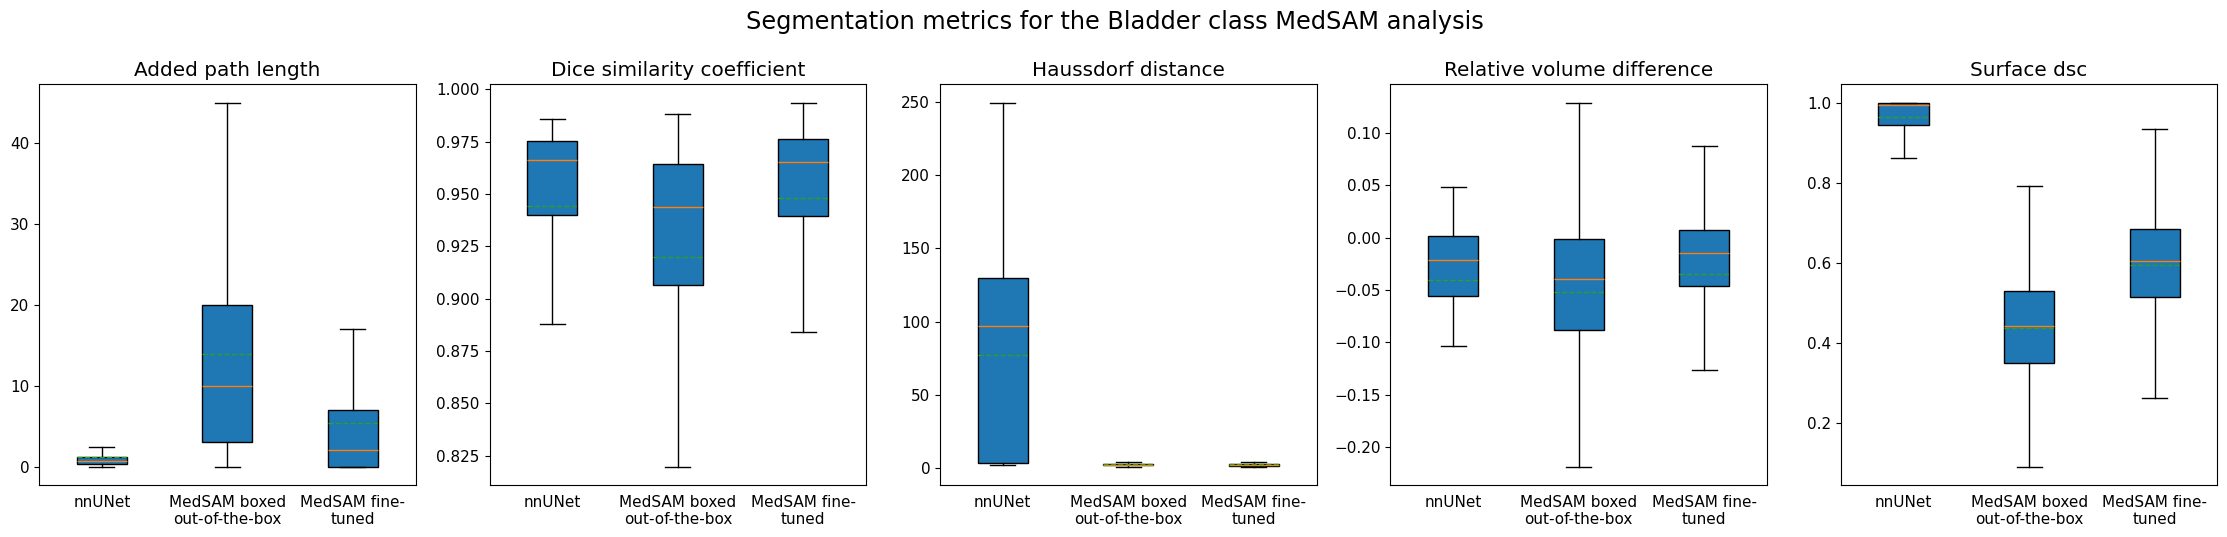 Segmentation metrics for the Bladder class MedSAM analysis
Added path length
40
30
20
10
0
nnUNet
MedSAM boxed
out-of-the-box
MedSAM fine-
tuned
Dice similarity coefficient
1.000
0.975
0.950
0.925
0.900
0.875
0.850
0.825
nnUNet
MedSAM boxed
out-of-the-box
MedSAM fine-
tuned
Haussdorf distance
250
200
150
100
50
0
nnUNet
MedSAM boxed
out-of-the-box
MedSAM fine-
tuned
Relative volume difference
0.10
0.05
0.00
−0.05
−0.10
−0.15
−0.20
nnUNet
MedSAM boxed
out-of-the-box
MedSAM fine-
tuned
Surface dsc
1.0
0.8
0.6
0.4
0.2
nnUNet
MedSAM boxed
out-of-the-box
MedSAM fine-
tuned